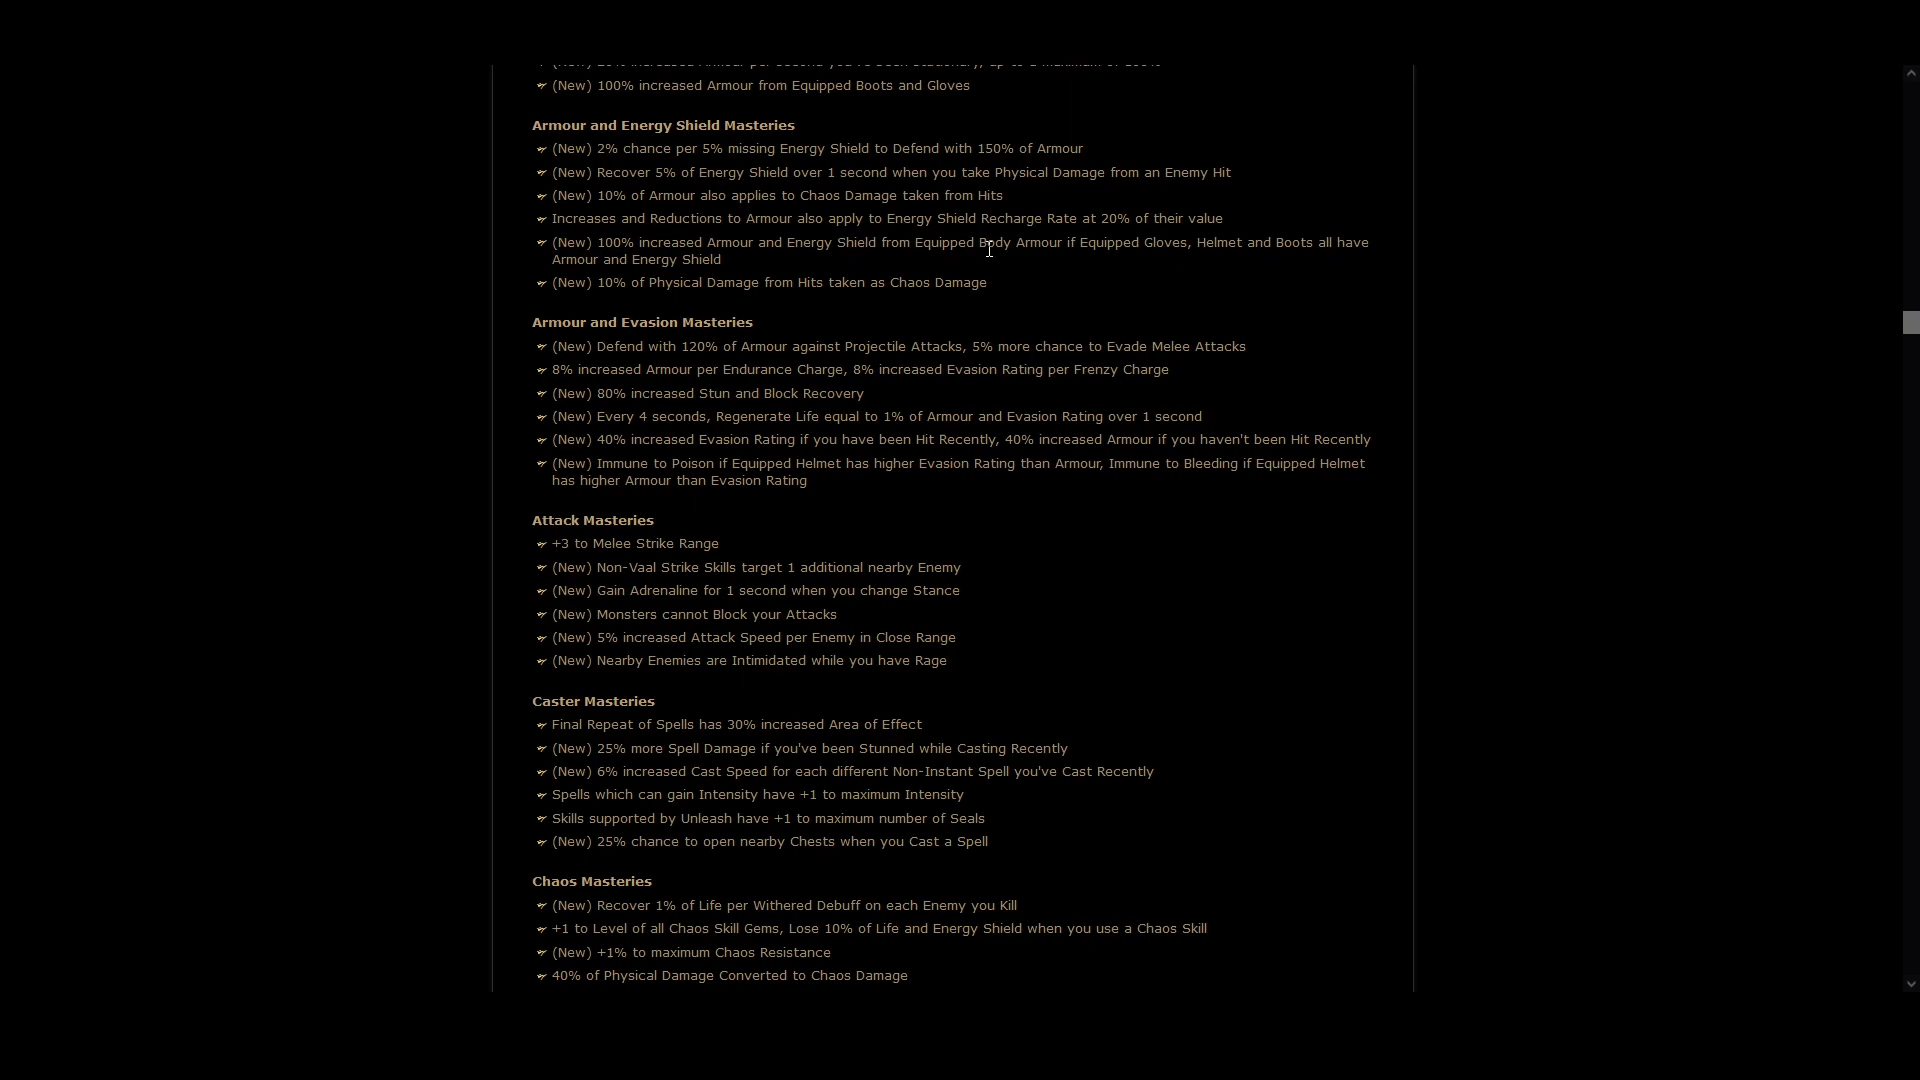 (New) 100% increased Armour from Equipped Boots and Gloves
Armour and Energy Shield Masteries
(New) 2% chance per 5% missing Energy Shield to Defend with 150% of Armour
(New) Recover 5% of Energy Shield over 1 second when you take Physical Damage from an Enemy Hit
(New) 10% of Armour also applies to Chaos Damage taken from Hits
Increases and Reductions to Armour also apply to Energy Shield Recharge Rate at 20% of their value
(New) 100% increased Armour and Energy Shield from Equipped Body Armour if Equipped Gloves, Helmet and Boots all have
Armour and Energy Shield
(New) 10% of Physical Damage from Hits taken as Chaos Damage
Armour and Evasion Masteries
(New) Defend with 120% of Armour against Projectile Attacks, 5% more chance to Evade Melee Attacks
8% increased Armour per Endurance Charge, 8% increased Evasion Rating per Frenzy Charge
(New) 80% increased Stun and Block Recovery
(New) Every 4 seconds, Regenerate Life equal to 1% of Armour and Evasion Rating over 1 second
(New) 40% increased Evasion Rating if you have been Hit Recently, 40% increased Armour if you haven't been Hit Recently
(New) Immune to Poison if Equipped Helmet has higher Evasion Rating than Armour, Immune to Bleeding if Equipped Helmet
has higher Armour than Evasion Rating
Attack Masteries
+3 to Melee Strike Range
(New) Non-Vaal Strike Skills target 1 additional nearby Enemy
(New) Gain Adrenaline for 1 second when you change Stance
(New) Monsters cannot Block your Attacks
(New) 5% increased Attack Speed per Enemy in Close Range
(New) Nearby Enemies are Intimidated while you have Rage
Caster Masteries
Final Repeat of Spells has 30% increased Area of Effect
(New) 25% more Spell Damage if you've been Stunned while Casting Recently
(New) 6% increased Cast Speed for each different Non-Instant Spell you've Cast Recently
Spells which can gain Intensity have +1 to maximum Intensity
Skills supported by Unleash have +1 to maximum number of Seals
(New) 25% chance to open nearby Chests when you Cast a Spell
Chaos Masteries
(New) Recover 1% of Life per Withered Debuff on each Enemy you Kill
+1 to Level of all Chaos Skill Gems, Lose 10% of Life and Energy Shield when you use a Chaos Skill
(New) +1% to maximum Chaos Resistance
40% of Physical Damage Converted to Chaos Damage